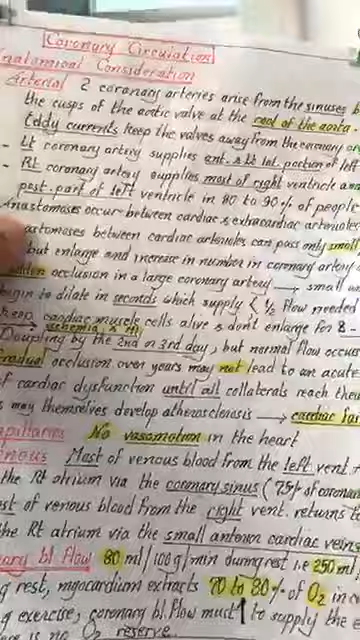 Coronary Circulation
Anatomical Consideration
Arterial 2 coronary arteries arise from the sinuses
the cusps of the aortic valve at the root of the aorta.
Eddy currents keep the valves away from the coronary
- Lt coronary artery supplies ant. & Lt lat. portion of left
- Rt coronary artery supplies most of right ventricle
post. part of left ventricle in 80 to 90% of people
Anastomoses occur between cardiac & extracardiac arterioles
between cardiac arterioles can pass only small
but enlarge and increase in number in coronary artery
occlusion in a large coronary artery → small
begin to dilate in seconds which supply < 1/2 flow needed
keep cardiac muscle cells alive & don't enlarge for 8 -
→ ischemia & MI
Doubling by the 2nd or 3rd day, but normal flow occurs
Gradual occlusion over years may not lead to an acute
of cardiac dysfunction until all collaterals reach
s may themselves develop atherosclerosis → cardiac
No vasomotion in the heart
Most of venous blood from the left vent.
the Rt atrium via the coronary sinus (75% of
of venous blood from the right vent. returns
the Rt atrium via the small anterior cardiac veins
bl flow 80 ml/100g/min during rest i.e 250 ml
rest, myocardium extracts 70 to 80% of O2 in
exercise, coronary bl. flow must ↑ to supply the
is no O2 reserve.